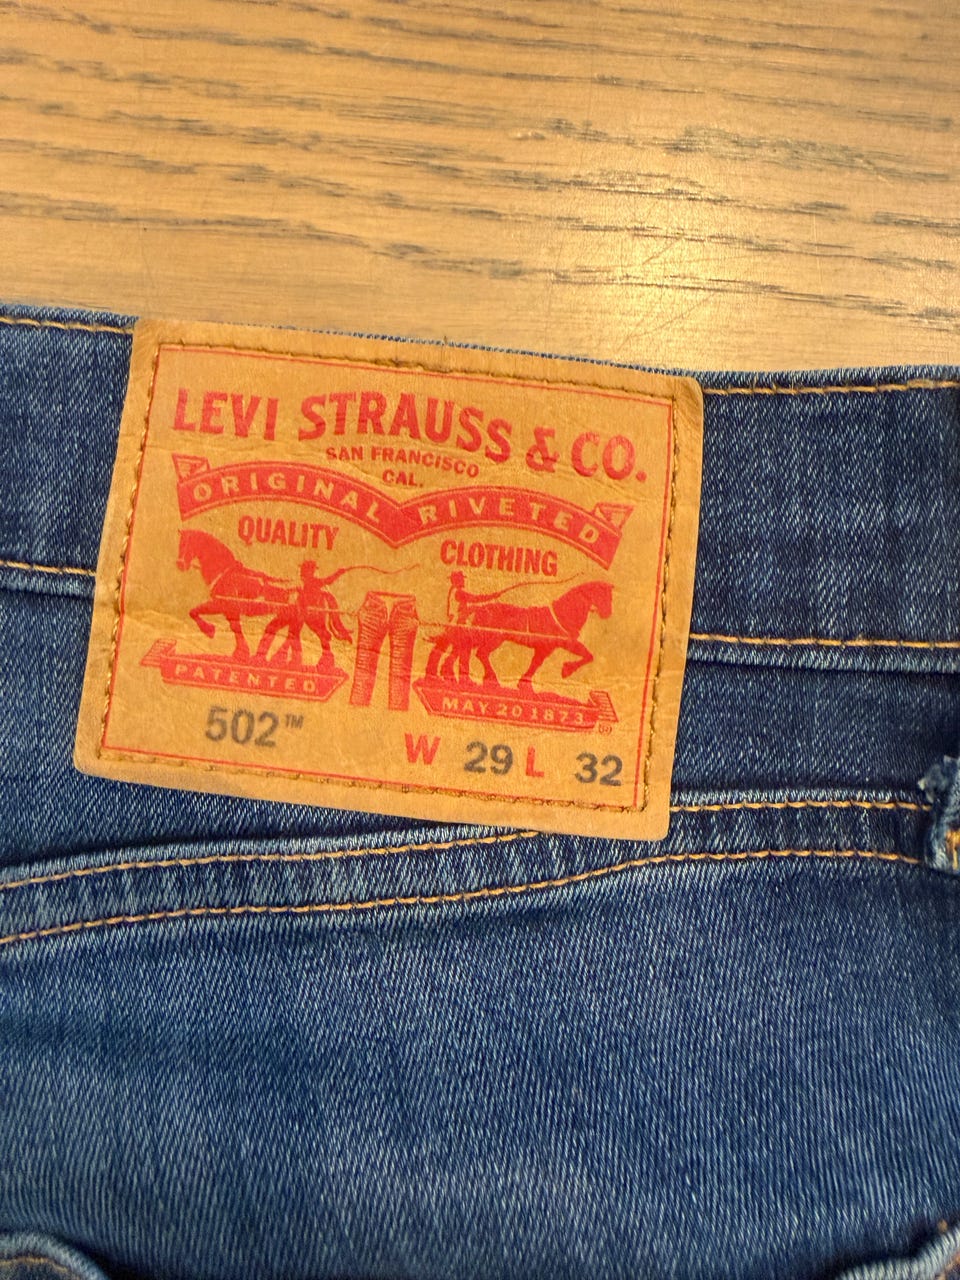 LEVI STRAUSS & CO.
SAN FRANCISCO
CAL.
ORIGINAL RIVETED
QUALITY CLOTHING
PATENTED MAY 20 1873 ®
502™ W 29 L 32